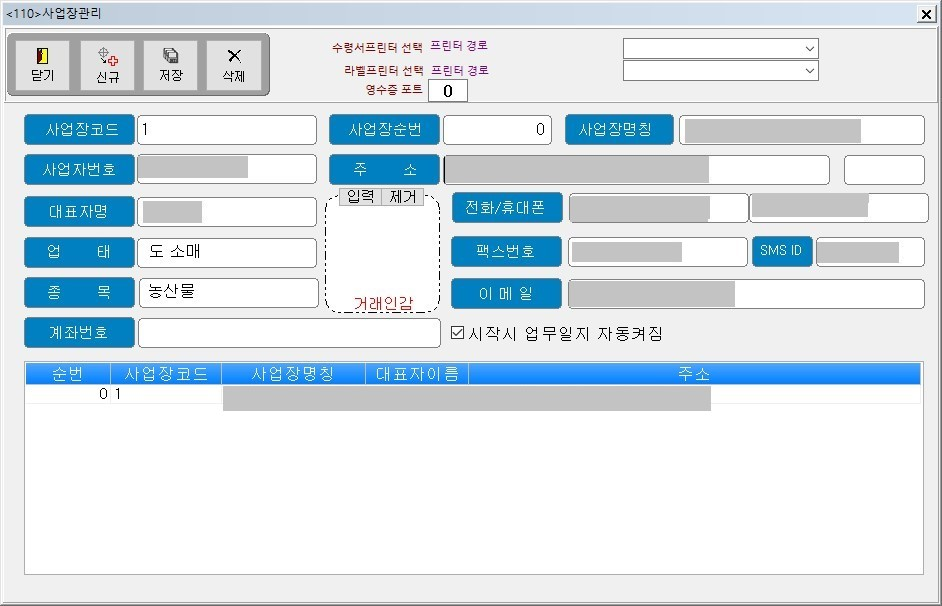 <110>사업장관리
닫기 신규 저장 삭제
수령서프린터 선택 프린터 경로
라벨프린터 선택 프린터 경로
영수증 포트 0
사업장코드 1 사업장순번 0 사업장명칭
사업자번호 주 소
입력 제거
대표자명 전화/휴대폰
업 태 도 소매 팩스번호 SMS ID
종 목 농산물 거래인감 이 메 일
계좌번호 시작시 업무일지 자동켜짐
순번 사업장코드 사업장명칭 대표자이름 주소
0 1